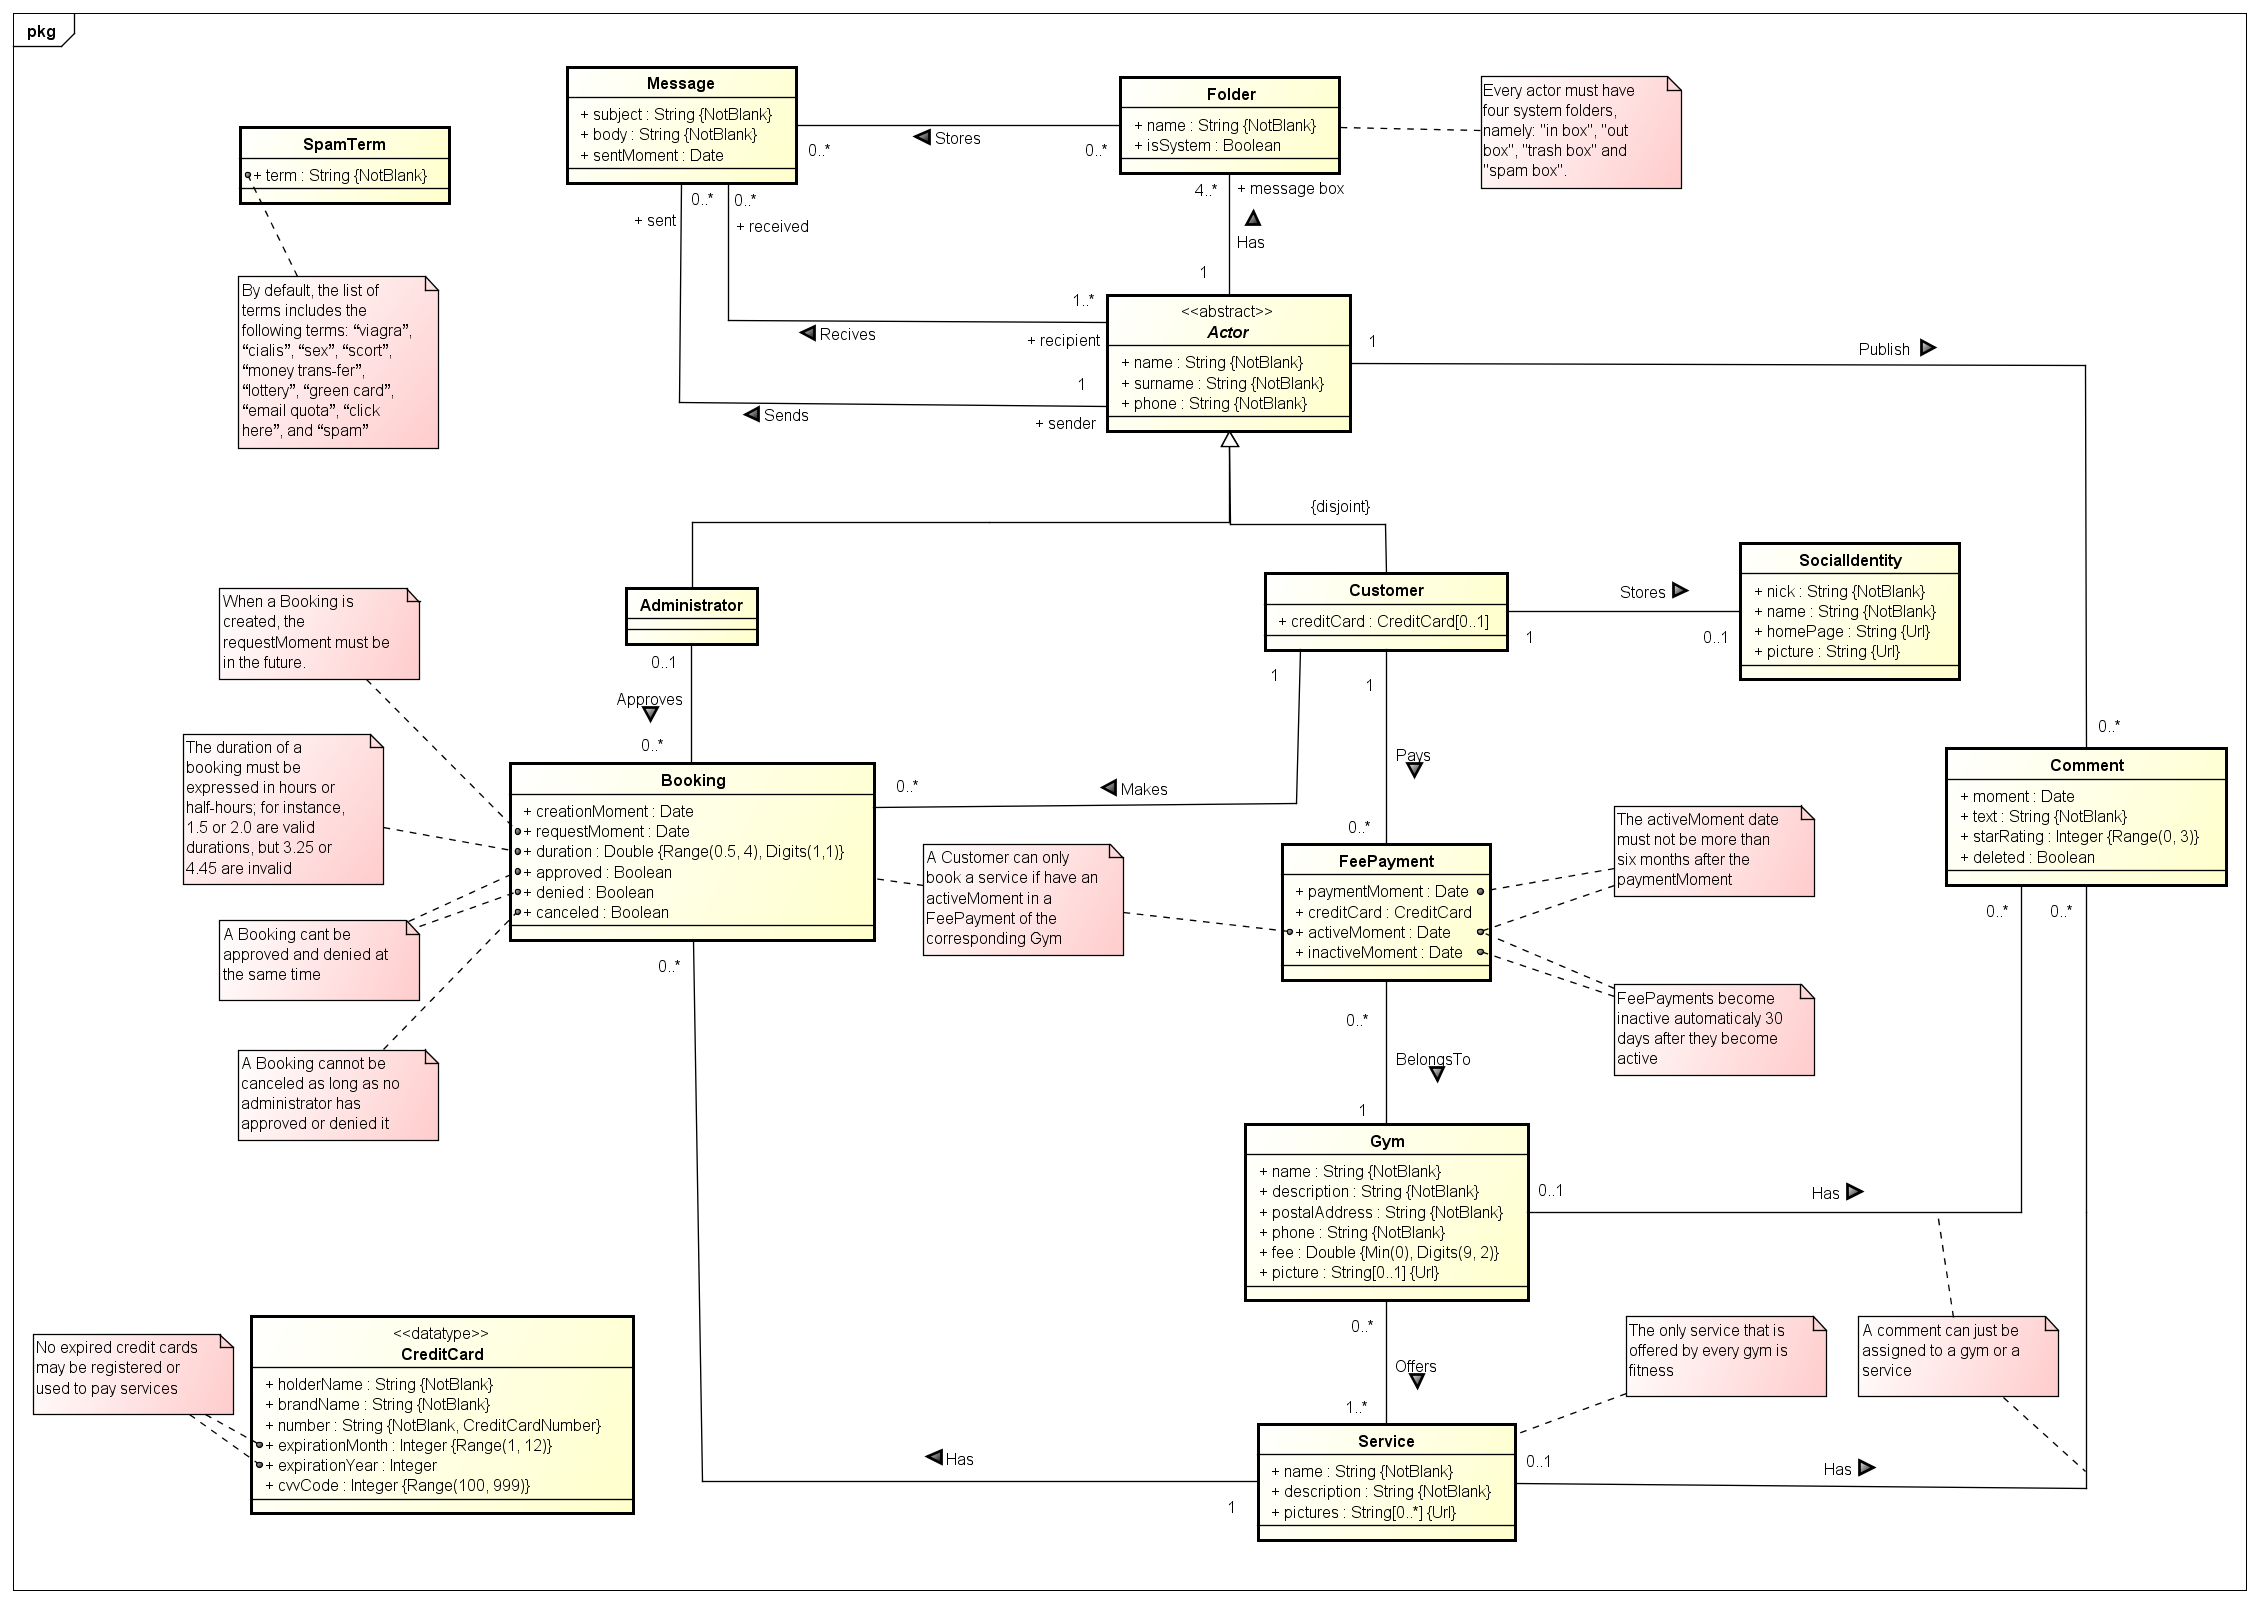 pkg
Message
+ subject : String {NotBlank}
+ body : String {NotBlank}
+ sentMoment : Date
Folder
+ name : String {NotBlank}
+ isSystem : Boolean
Every actor must have
four system folders,
namely: "in box", "out
box", "trash box" and
"spam box".
SpamTerm
+ term : String {NotBlank}
Stores
0..*
0..*
By default, the list of
terms includes the
following terms: “viagra”,
“cialis”, “sex”, “scort”,
“money trans-fer”,
“lottery”, “green card”,
“email quota”, “click
here”, and “spam”
0..*
0..*
+ sent
+ received
4..*
+ message box
Has
1
<<abstract>>
Actor
+ name : String {NotBlank}
+ surname : String {NotBlank}
+ phone : String {NotBlank}
1..*
Recives
+ recipient
1
Sends
+ sender
1
Publish
{disjoint}
Administrator
Customer
+ creditCard : CreditCard[0..1]
Stores
1
0..1
SocialIdentity
+ nick : String {NotBlank}
+ name : String {NotBlank}
+ homePage : String {Url}
+ picture : String {Url}
When a Booking is
created, the
requestMoment must be
in the future.
0..1
Approves
0..*
1
1
Pays
0..*
0..*
Makes
0..*
The duration of a
booking must be
expressed in hours or
half-hours; for instance,
1.5 or 2.0 are valid
durations, but 3.25 or
4.45 are invalid
Booking
+ creationMoment : Date
+ requestMoment : Date
+ duration : Double {Range(0.5, 4), Digits(1,1)}
+ approved : Boolean
+ denied : Boolean
+ canceled : Boolean
Comment
+ moment : Date
+ text : String {NotBlank}
+ starRating : Integer {Range(0, 3)}
+ deleted : Boolean
The activeMoment date
must not be more than
six months after the
paymentMoment
A Customer can only
book a service if have an
activeMoment in a
FeePayment of the
corresponding Gym
FeePayment
+ paymentMoment : Date
+ creditCard : CreditCard
+ activeMoment : Date
+ inactiveMoment : Date
A Booking cant be
approved and denied at
the same time
0..*
0..*
0..*
0..*
FeePayments become
inactive automaticaly 30
days after they become
active
A Booking cannot be
canceled as long as no
administrator has
approved or denied it
BelongsTo
1
Gym
+ name : String {NotBlank}
+ description : String {NotBlank}
+ postalAddress : String {NotBlank}
+ phone : String {NotBlank}
+ fee : Double {Min(0), Digits(9, 2)}
+ picture : String[0..1] {Url}
0..1
Has
0..*
Offers
1..*
No expired credit cards
may be registered or
used to pay services
<<datatype>>
CreditCard
+ holderName : String {NotBlank}
+ brandName : String {NotBlank}
+ number : String {NotBlank, CreditCardNumber}
+ expirationMonth : Integer {Range(1, 12)}
+ expirationYear : Integer
+ cvvCode : Integer {Range(100, 999)}
The only service that is
offered by every gym is
fitness
A comment can just be
assigned to a gym or a
service
Has
1
Service
+ name : String {NotBlank}
+ description : String {NotBlank}
+ pictures : String[0..*] {Url}
0..1
Has